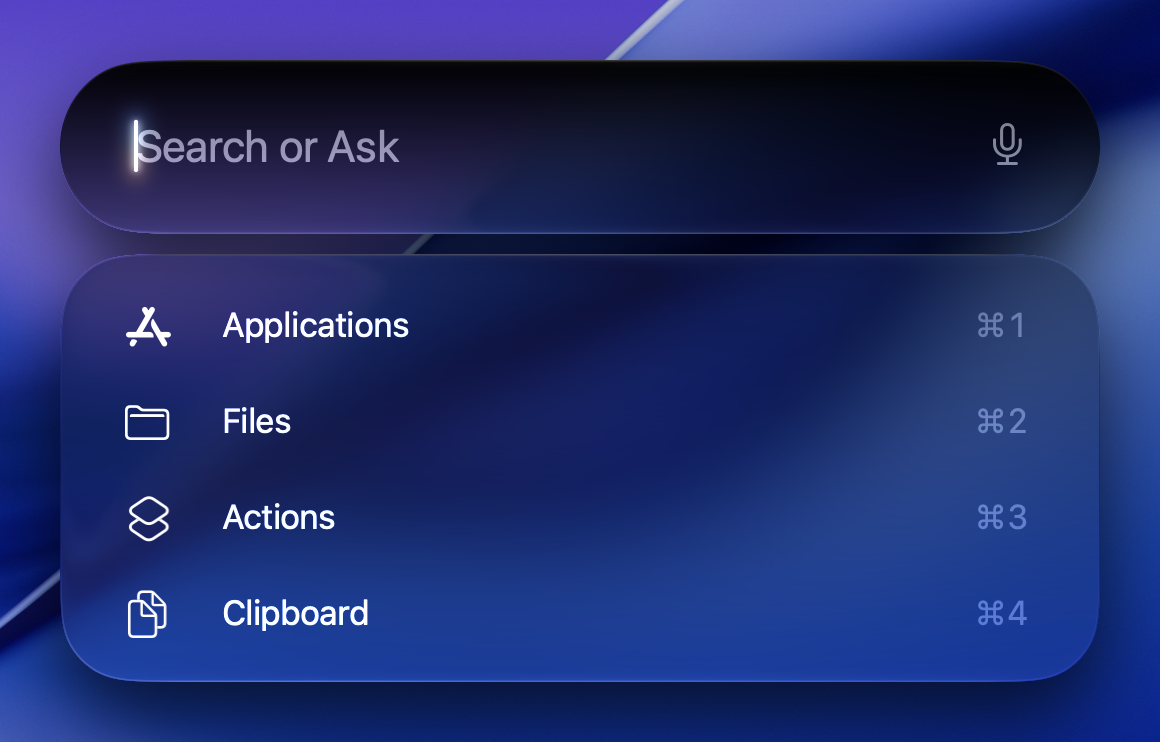 Search or Ask
Applications ⌘1
Files ⌘2
Actions ⌘3
Clipboard ⌘4